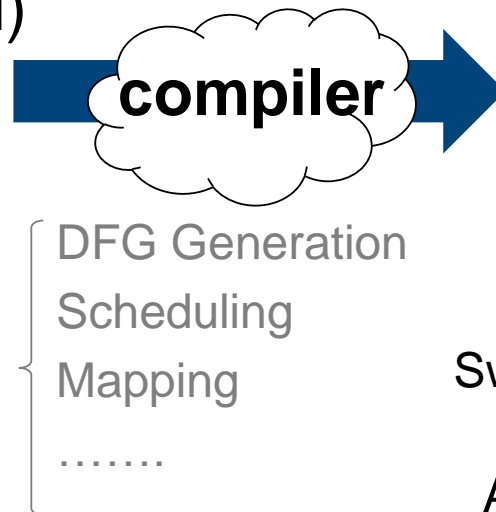 compiler
DFG Generation
Scheduling
Mapping
…….